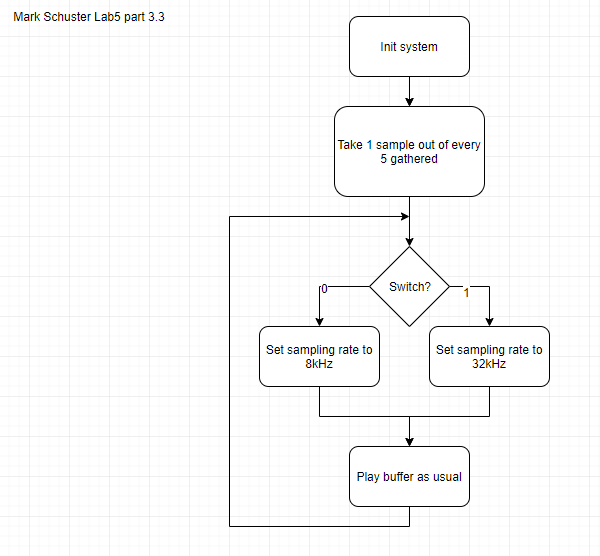 Mark Schuster Lab5 part 3.3
Init system
Take 1 sample out of every
5 gathered
Switch?
0
1
Set sampling rate to
8kHz
Set sampling rate to
32kHz
Play buffer as usual